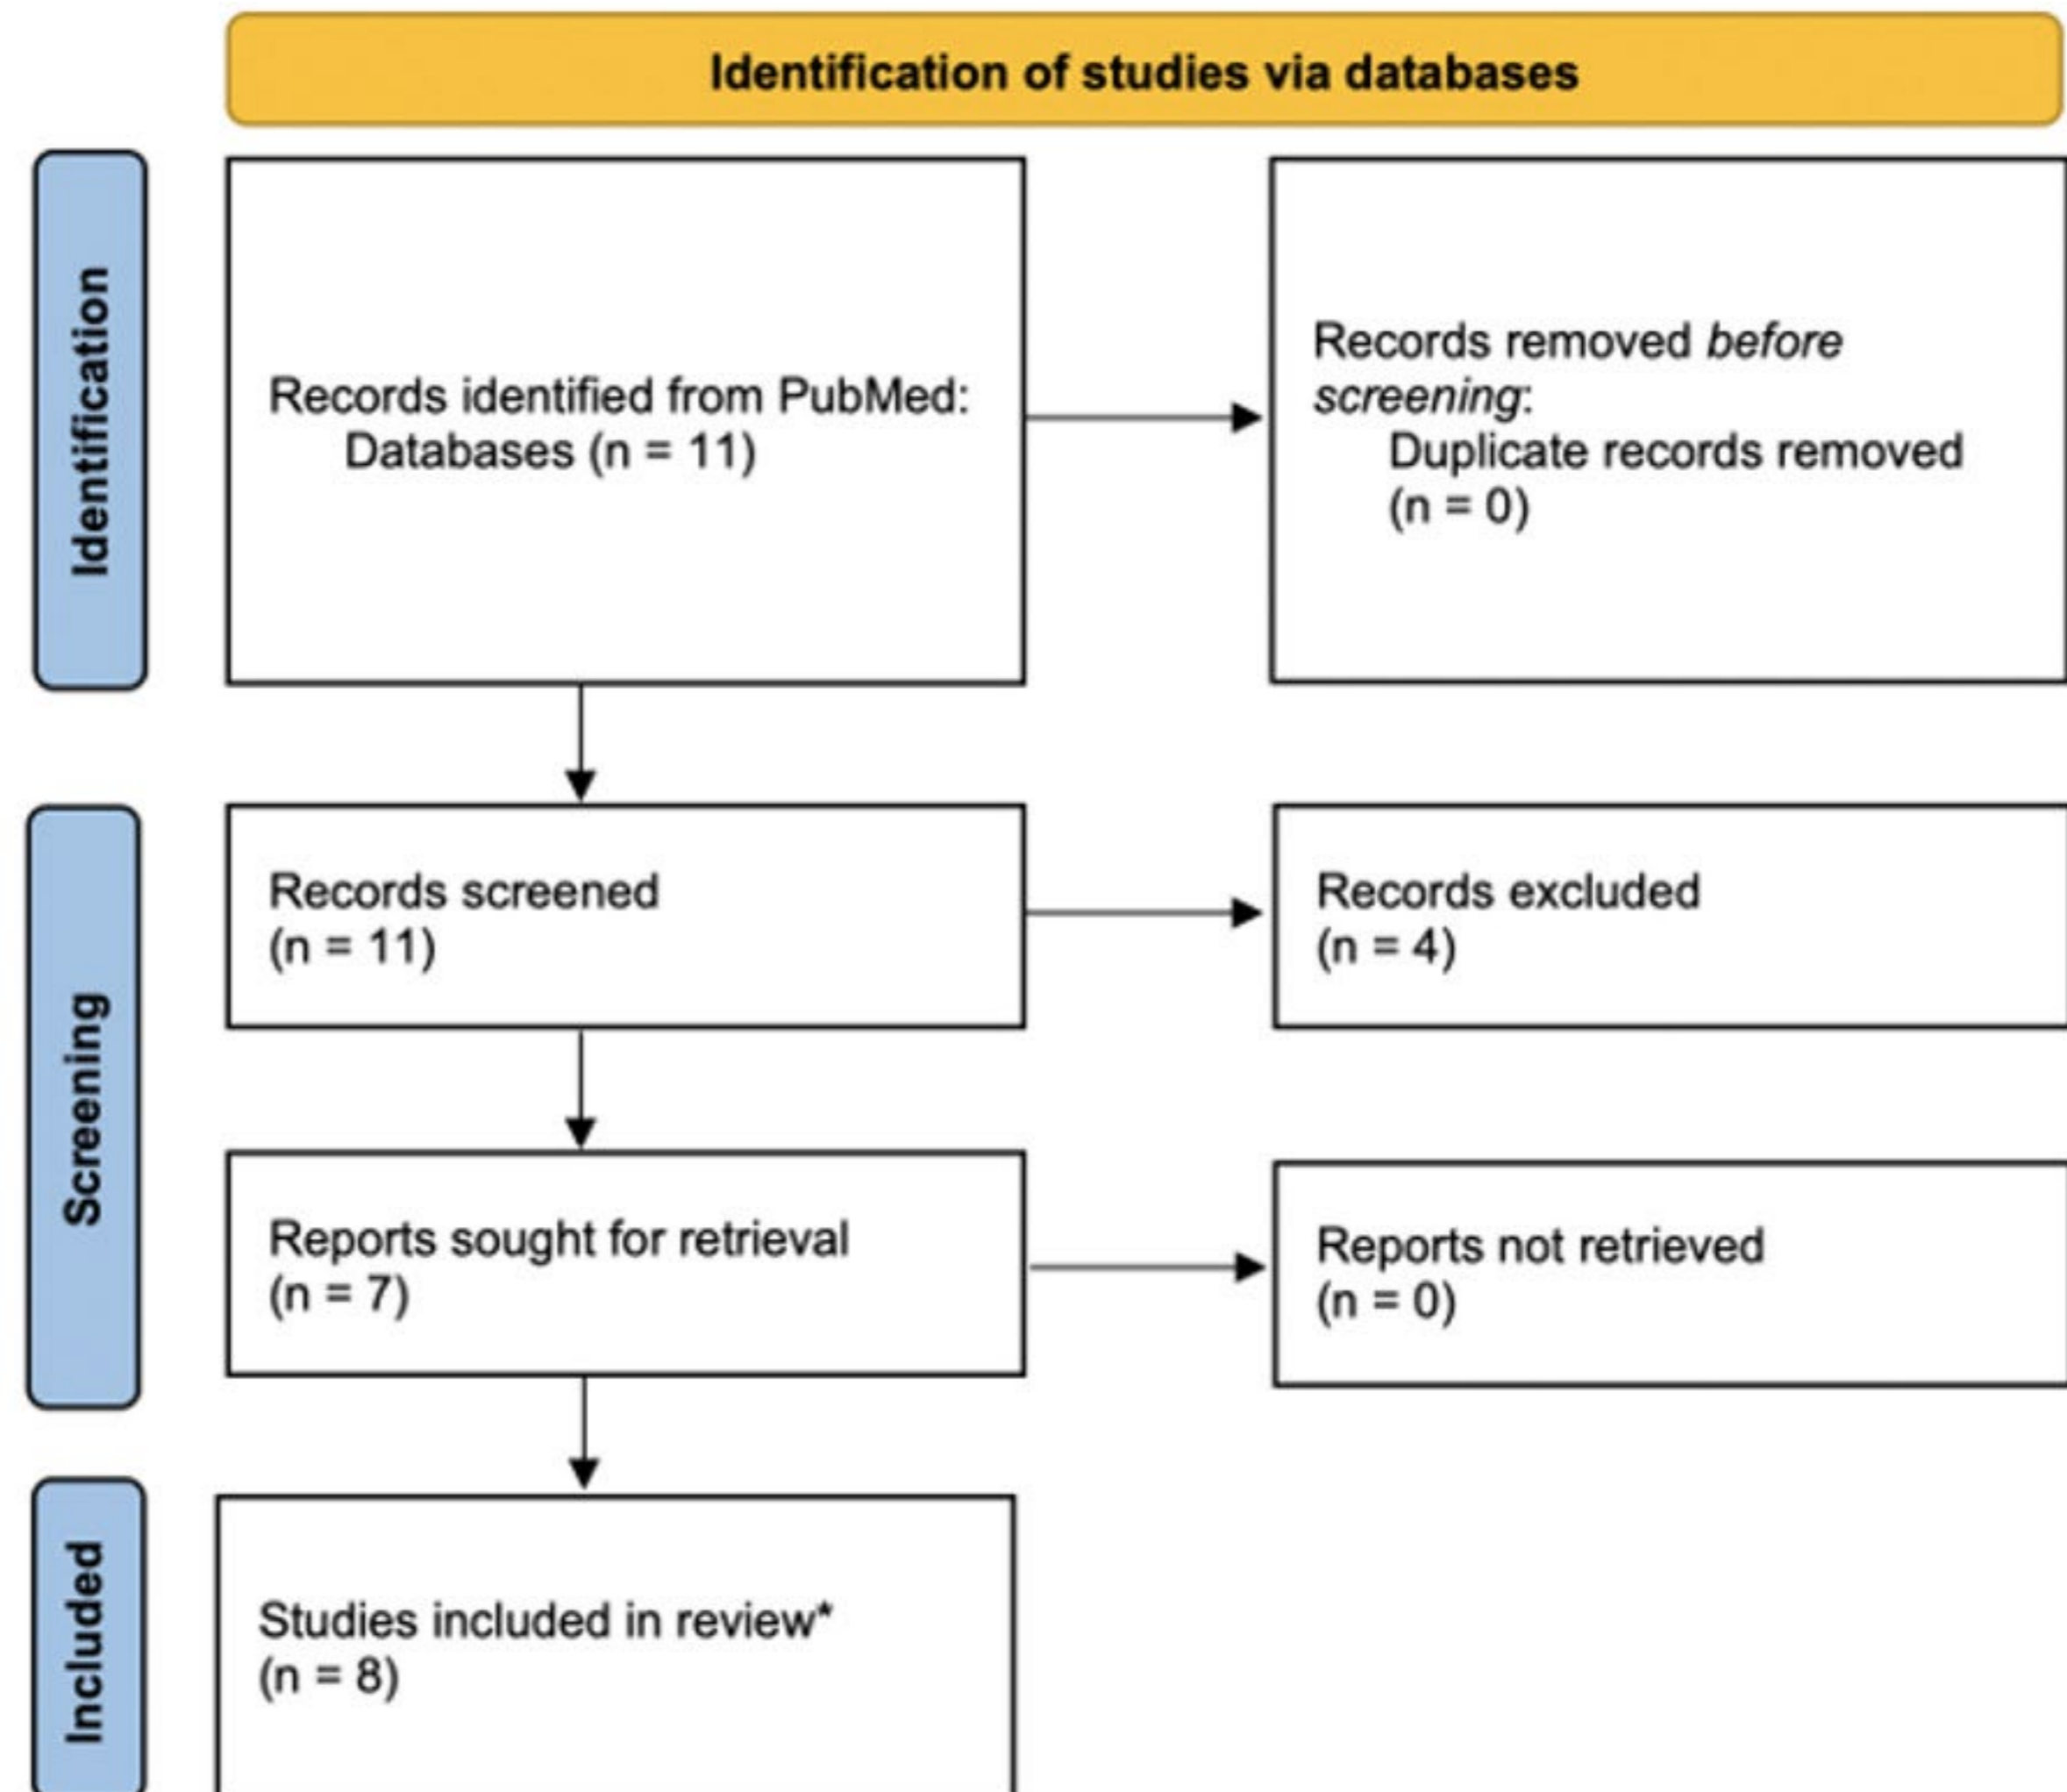 Identification of studies via databases
Identification
Records identified from PubMed:
Databases (n = 11)
Records removed before
screening:
Duplicate records removed
(n = 0)
Screening
Records screened
(n = 11)
Records excluded
(n = 4)
Reports sought for retrieval
(n = 7)
Reports not retrieved
(n = 0)
Included
Studies included in review*
(n = 8)